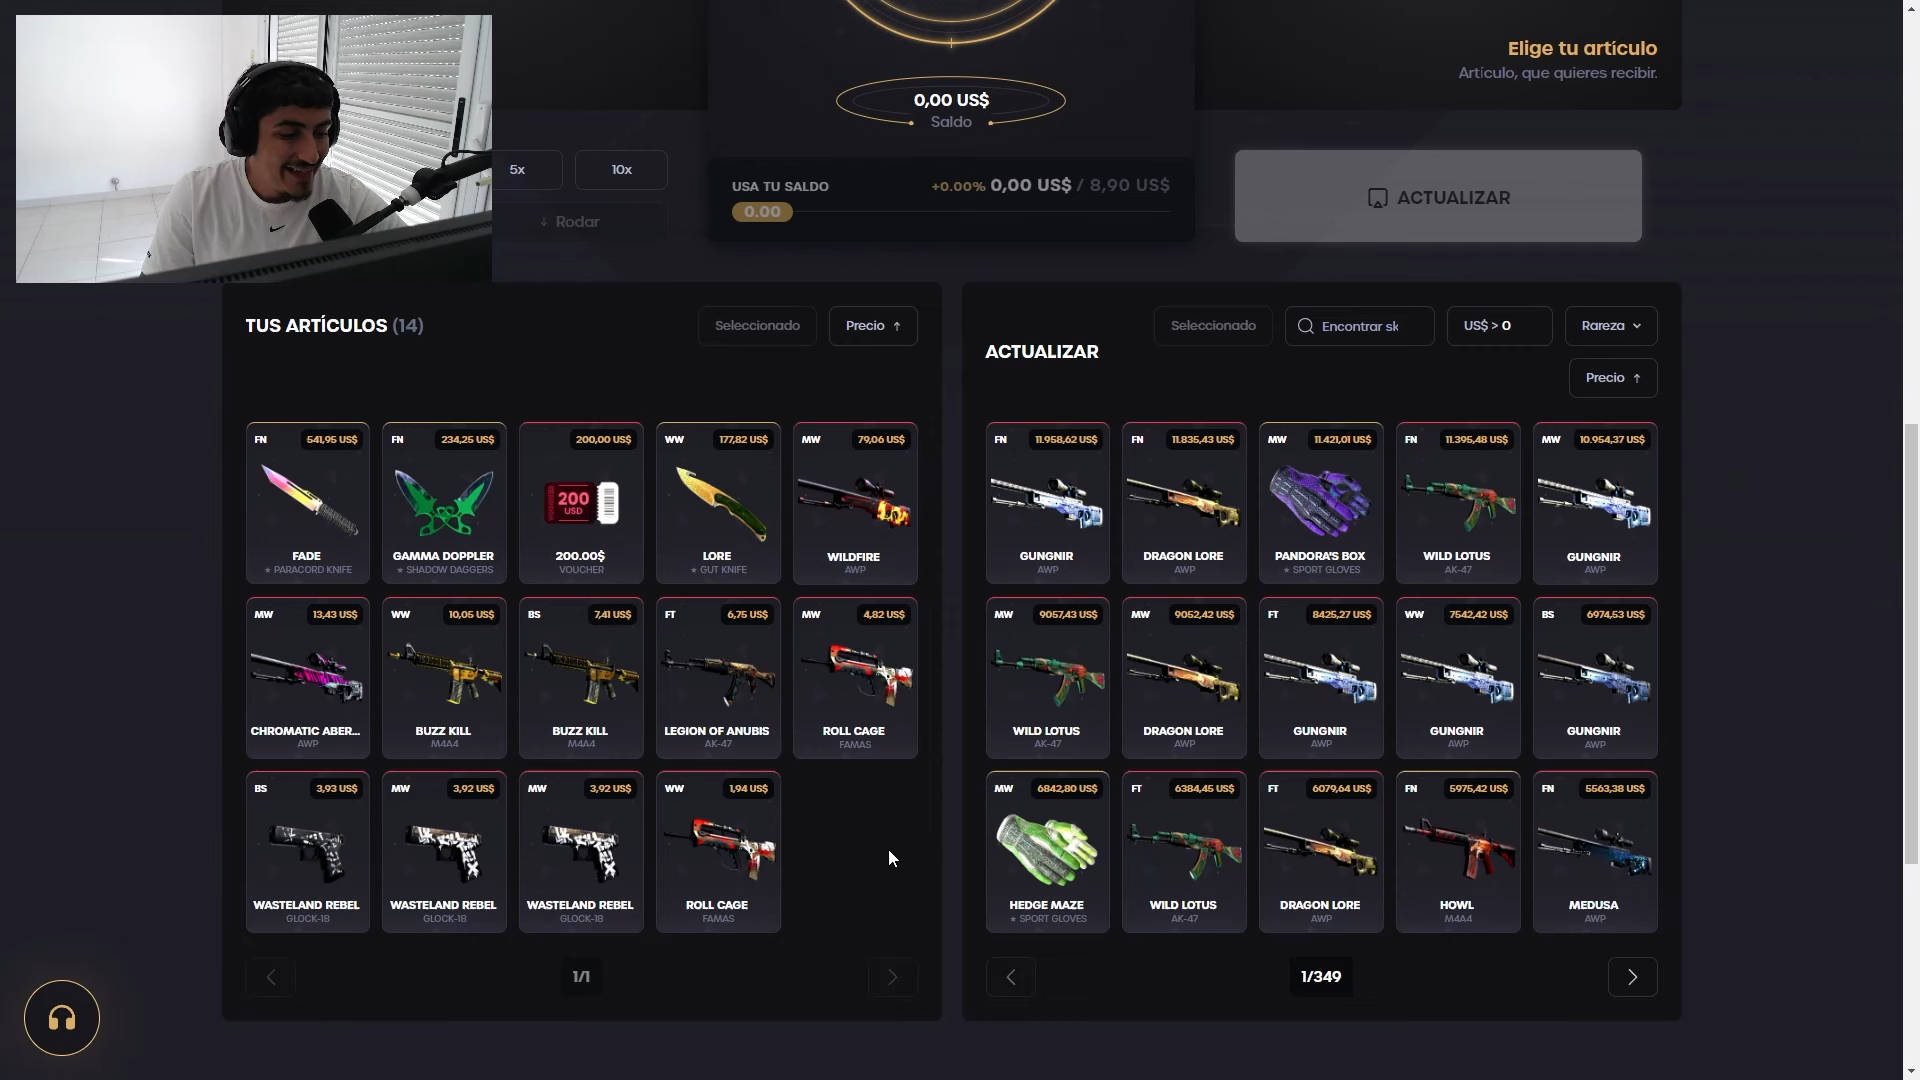 Elige tu artículo
Artículo, que quieres recibir.
0,00 US$
Saldo
5x
10x
Rodar
USA TU SALDO
+0.00% 0,00 US$ / 8,90 US$
0.00
ACTUALIZAR
TUS ARTÍCULOS (14)
Seleccionado
Precio
FN
541,95 US$
FADE
★ PARACORD KNIFE
FN
234,25 US$
GAMMA DOPPLER
★ SHADOW DAGGERS
200,00 US$
200
USD
200.00$
VOUCHER
WW
177,82 US$
LORE
★ GUT KNIFE
MW
79,06 US$
WILDFIRE
AWP
MW
13,43 US$
CHROMATIC ABER...
AWP
WW
10,05 US$
BUZZ KILL
M4A4
BS
7,41 US$
BUZZ KILL
M4A4
FT
6,75 US$
LEGION OF ANUBIS
AK-47
MW
4,82 US$
ROLL CAGE
FAMAS
BS
3,93 US$
WASTELAND REBEL
GLOCK-18
MW
3,92 US$
WASTELAND REBEL
GLOCK-18
MW
3,92 US$
WASTELAND REBEL
GLOCK-18
WW
1,94 US$
ROLL CAGE
FAMAS
1/1
ACTUALIZAR
Seleccionado
Encontrar sk
US$ > 0
Rareza
Precio
FN
11.958,62 US$
GUNGNIR
AWP
FN
11.835,43 US$
DRAGON LORE
AWP
MW
11.421,01 US$
PANDORA'S BOX
★ SPORT GLOVES
FN
11.395,48 US$
WILD LOTUS
AK-47
MW
10.954,37 US$
GUNGNIR
AWP
MW
9057,43 US$
WILD LOTUS
AK-47
MW
9052,42 US$
DRAGON LORE
AWP
FT
8425,27 US$
GUNGNIR
AWP
WW
7542,42 US$
GUNGNIR
AWP
BS
6974,53 US$
GUNGNIR
AWP
MW
6842,80 US$
HEDGE MAZE
★ SPORT GLOVES
FT
6384,45 US$
WILD LOTUS
AK-47
FT
6079,64 US$
DRAGON LORE
AWP
FN
5975,42 US$
HOWL
M4A4
FN
5563,38 US$
MEDUSA
AWP
1/349